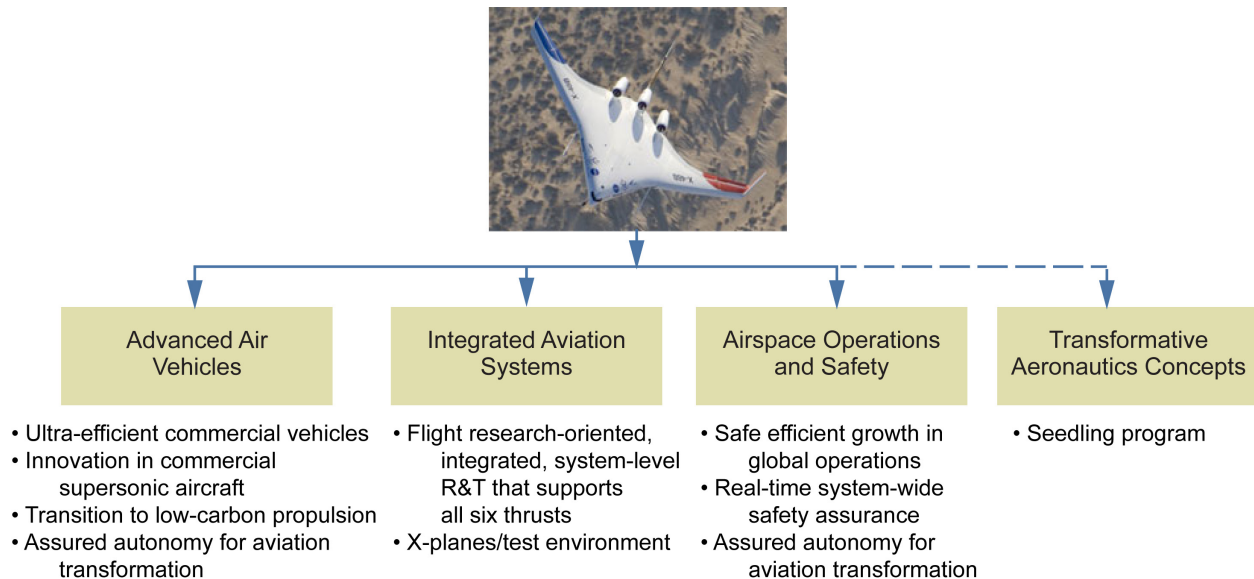 X-48B
X-48B
Advanced Air
Vehicles
• Ultra-efficient commercial vehicles
• Innovation in commercial
supersonic aircraft
• Transition to low-carbon propulsion
• Assured autonomy for aviation
transformation
Integrated Aviation
Systems
• Flight research-oriented,
integrated, system-level
R&T that supports
all six thrusts
• X-planes/test environment
Airspace Operations
and Safety
• Safe efficient growth in
global operations
• Real-time system-wide
safety assurance
• Assured autonomy for
aviation transformation
Transformative
Aeronautics Concepts
• Seedling program